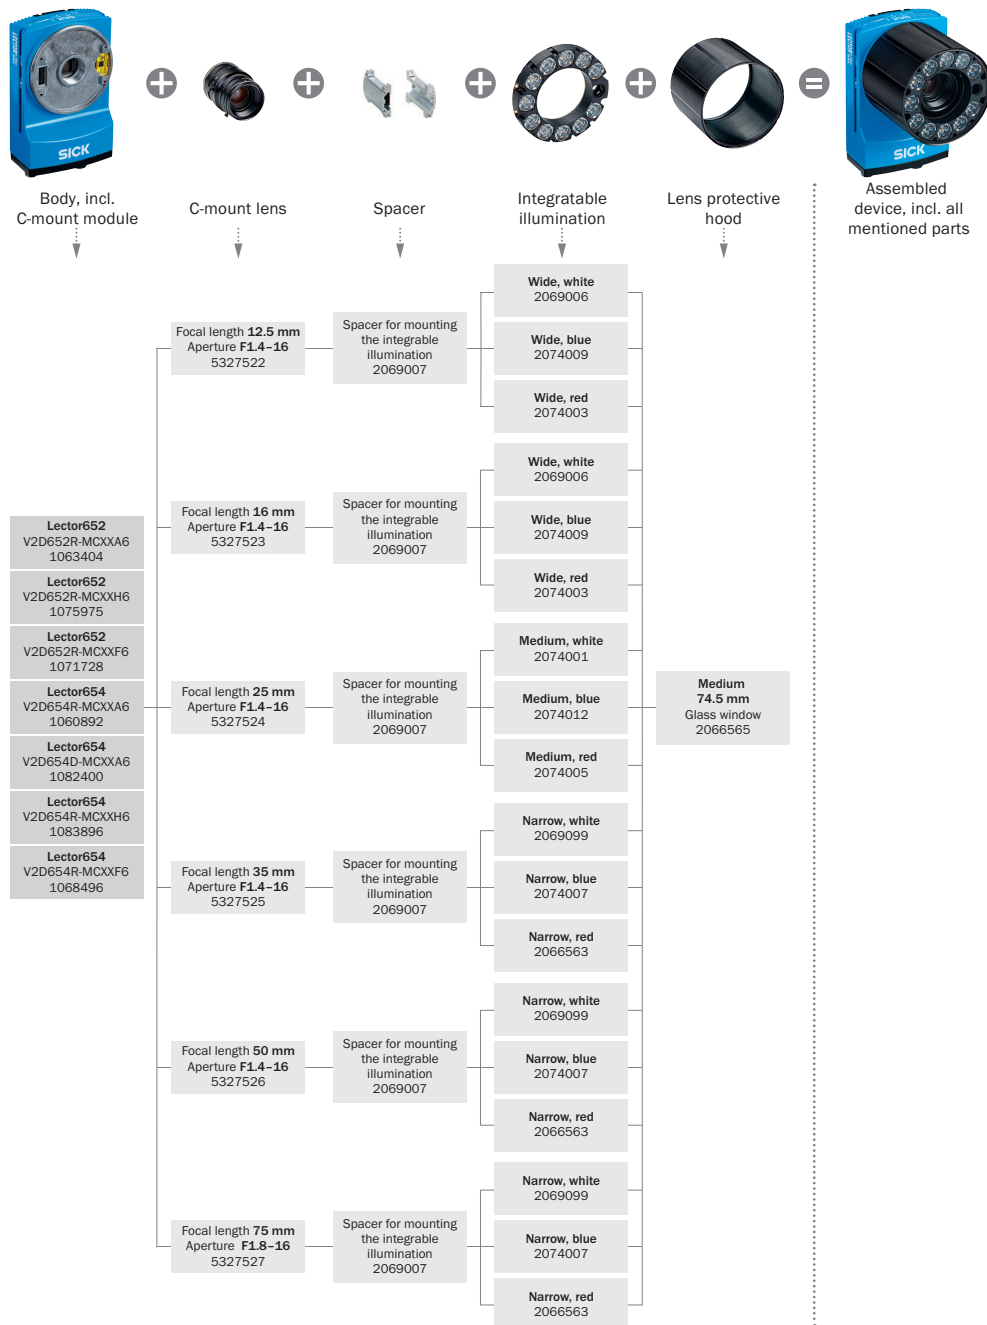 SICK
SICK
Body, incl.
C-mount module
C-mount lens
Spacer
Integratable
illumination
Lens protective
hood
Assembled
device, incl. all
mentioned parts
Lector652
V2D652R-MCXXA6
1063404
Lector652
V2D652R-MCXXH6
1075975
Lector652
V2D652R-MCXXF6
1071728
Lector654
V2D654R-MCXXA6
1060892
Lector654
V2D654D-MCXXA6
1082400
Lector654
V2D654R-MCXXH6
1083896
Lector654
V2D654R-MCXXF6
1068496
Focal length 12.5 mm
Aperture F1.4–16
5327522
Spacer for mounting
the integrable
illumination
2069007
Wide, white
2069006
Wide, blue
2074009
Wide, red
2074003
Focal length 16 mm
Aperture F1.4–16
5327523
Spacer for mounting
the integrable
illumination
2069007
Wide, white
2069006
Wide, blue
2074009
Wide, red
2074003
Focal length 25 mm
Aperture F1.4–16
5327524
Spacer for mounting
the integrable
illumination
2069007
Medium, white
2074001
Medium, blue
2074012
Medium, red
2074005
Focal length 35 mm
Aperture F1.4–16
5327525
Spacer for mounting
the integrable
illumination
2069007
Narrow, white
2069099
Narrow, blue
2074007
Narrow, red
2066563
Focal length 50 mm
Aperture F1.4–16
5327526
Spacer for mounting
the integrable
illumination
2069007
Narrow, white
2069099
Narrow, blue
2074007
Narrow, red
2066563
Focal length 75 mm
Aperture F1.8–16
5327527
Spacer for mounting
the integrable
illumination
2069007
Narrow, white
2069099
Narrow, blue
2074007
Narrow, red
2066563
Medium
74.5 mm
Glass window
2066565